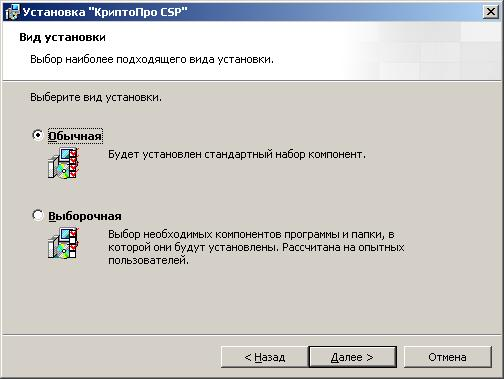 Установка "КриптоПро CSP"
Вид установки
Выбор наиболее подходящего вида установки.
Выберите вид установки.
Обычная
Будет установлен стандартный набор компонент.
Выборочная
Выбор необходимых компонентов программы и папки, в
которой они будут установлены. Рассчитана на опытных
пользователей.
< Назад
Далее >
Отмена